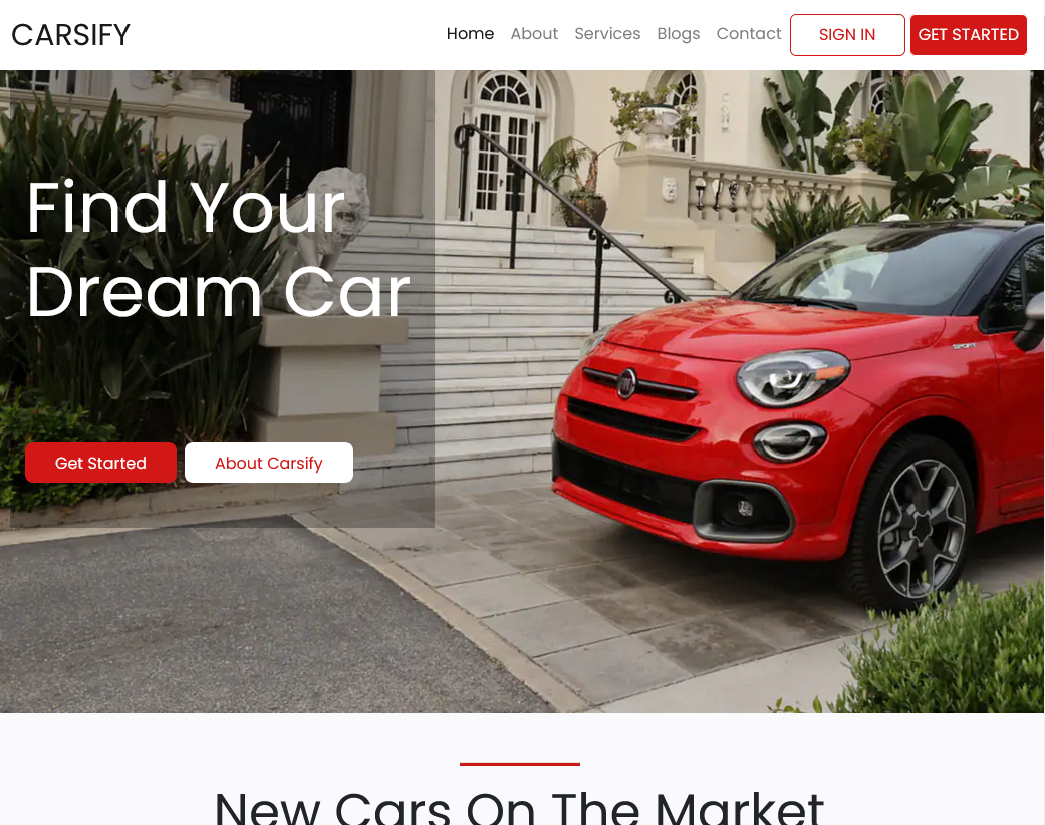 CARSIFY
Home About Services Blogs Contact SIGN IN GET STARTED
Find Your
Dream Car
SPORT
Get Started About Carsify
New Cars On The Market